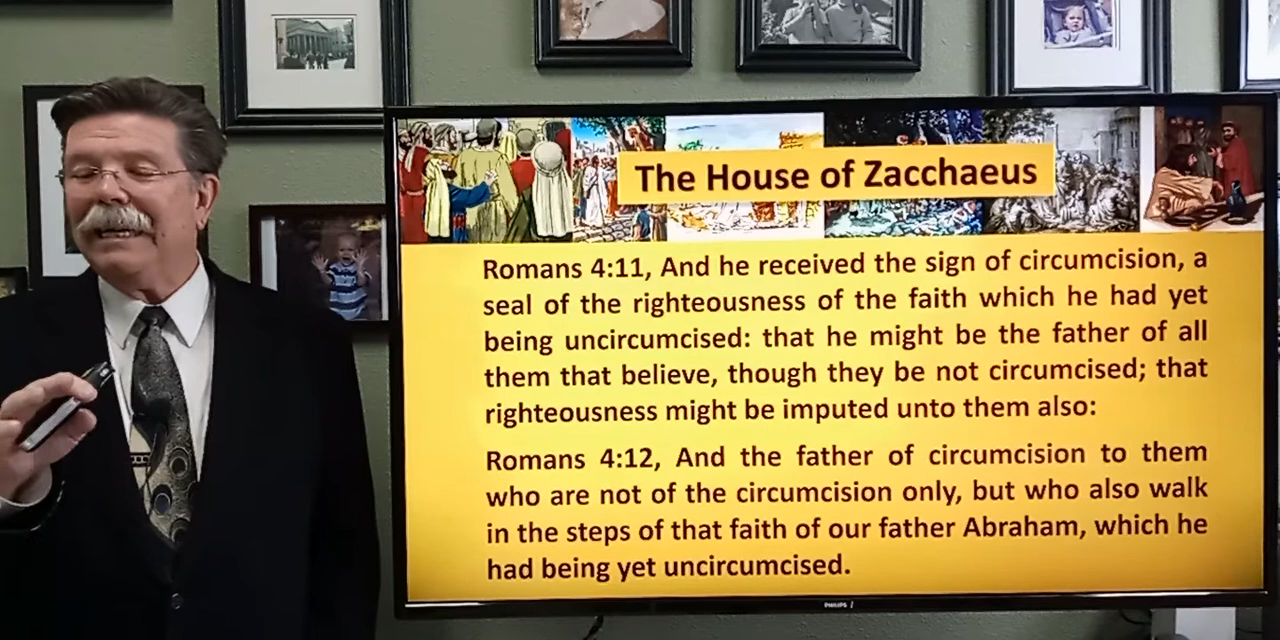 The House of Zacchaeus
Romans 4:11, And he received the sign of circumcision, a
seal of the righteousness of the faith which he had yet
being uncircumcised: that he might be the father of all
them that believe, though they be not circumcised; that
righteousness might be imputed unto them also:
Romans 4:12, And the father of circumcision to them
who are not of the circumcision only, but who also walk
in the steps of that faith of our father Abraham, which he
had being yet uncircumcised.
PHILIPS